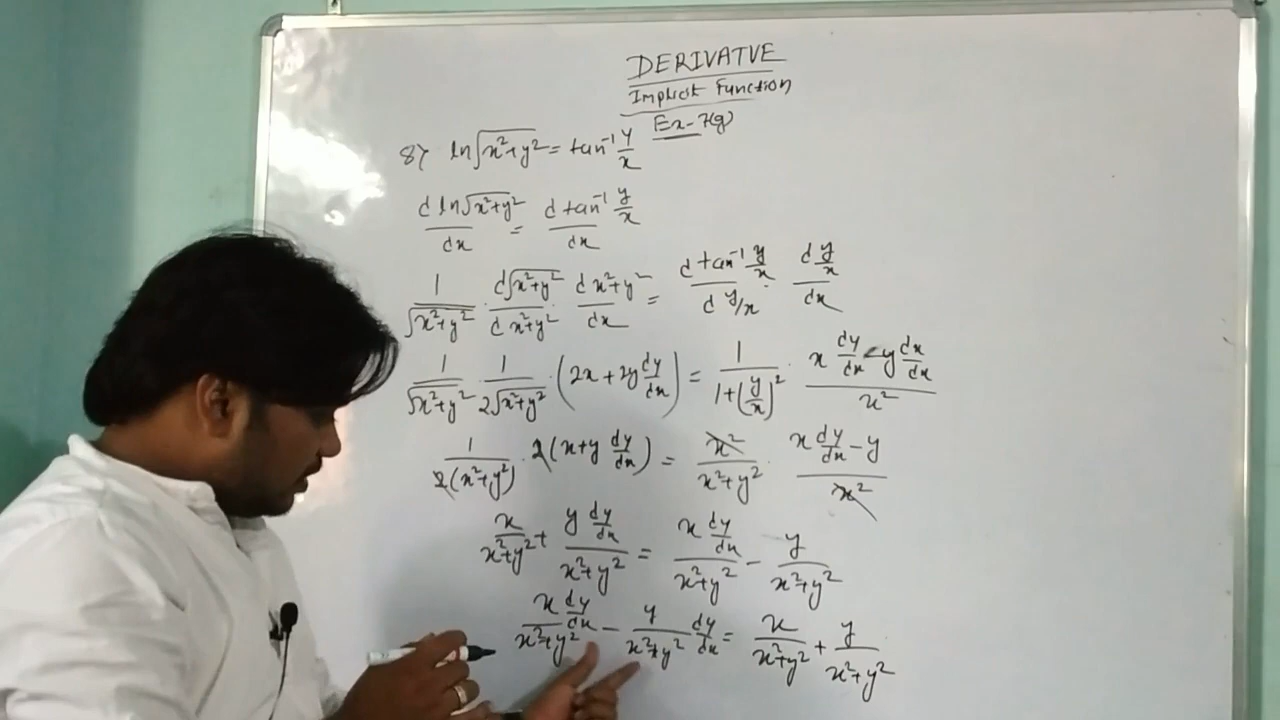 DERIVATVE
Implicit Function
Ex-7(g)
8) ln√(x²+y²) = tan⁻¹ y/x
d ln√(x²+y²)/dx = d tan⁻¹ y/x / dx
1/√(x²+y²) · d√(x²+y²)/d x²+y² · d x²+y²/dx = d tan⁻¹ y/x / d y/x · d y/x / dx
1/√(x²+y²) · 1/2√(x²+y²) · (2x + 2y dy/dx) = 1/(1+(y/x)²) · (x dy/dx - y dx/dx)/x²
1/2(x²+y²) · 2(x+y dy/dx) = x²/(x²+y²) · (x dy/dx - y)/x²
x/(x²+y²) + y dy/dx/(x²+y²) = x dy/dx/(x²+y²) - y/(x²+y²)
x dy/dx/(x²+y²) - y/(x²+y²) dy/dx = x/(x²+y²) + y/(x²+y²)